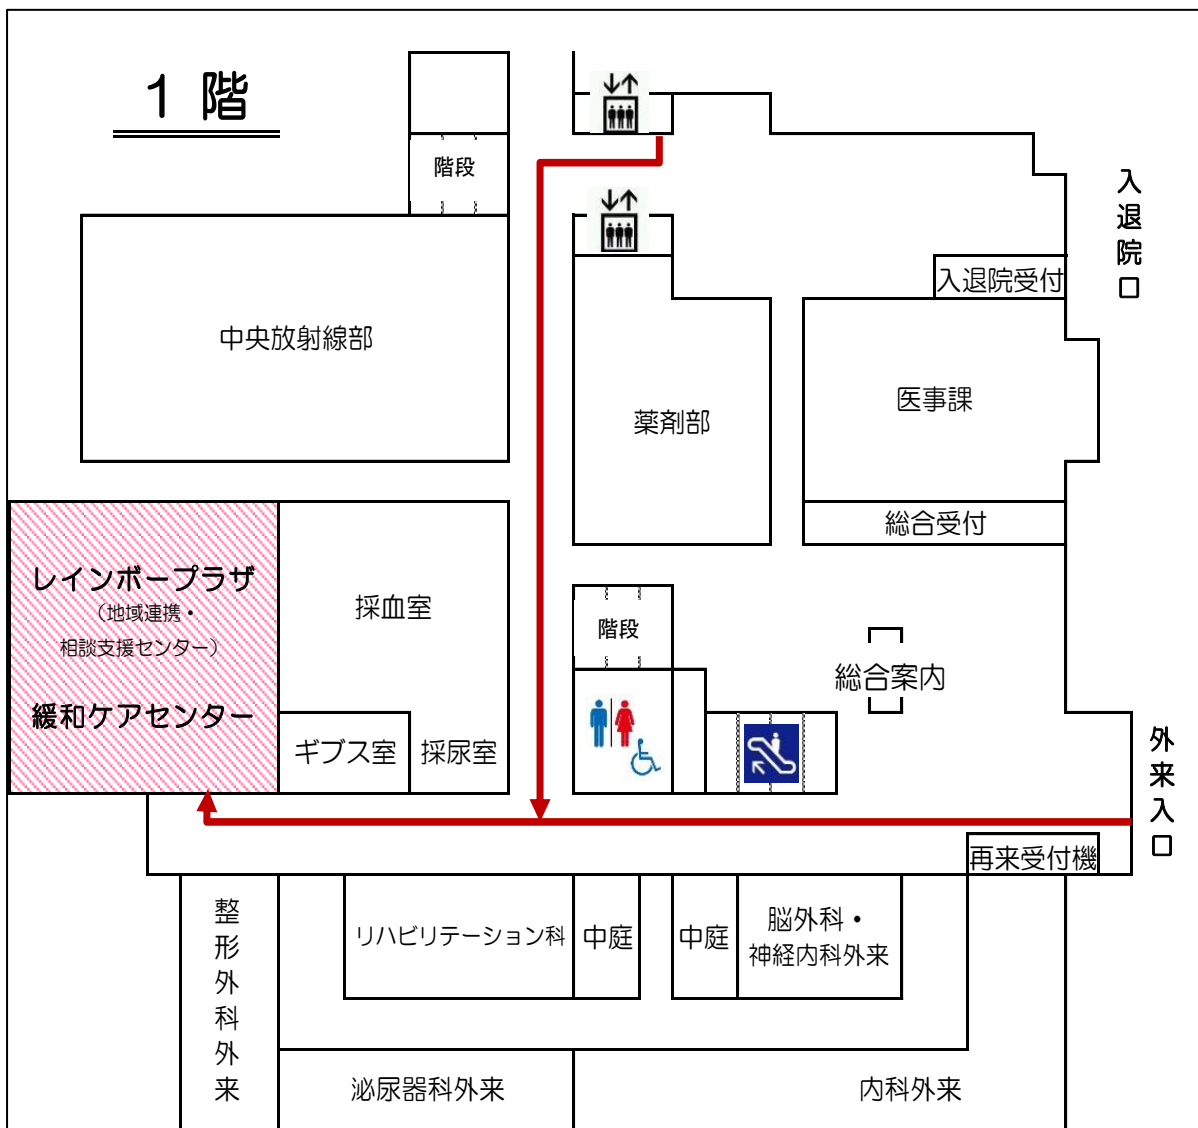 1 階
階段
入退院口
入退院受付
中央放射線部
医事課
薬剤部
総合受付
レインボープラザ
（地域連携・
相談支援センター）
緩和ケアセンター
採血室
階段
総合案内
ギブス室
採尿室
外来入口
再来受付機
整形外科外来
リハビリテーション科
中庭
中庭
脳外科・
神経内科外来
泌尿器科外来
内科外来